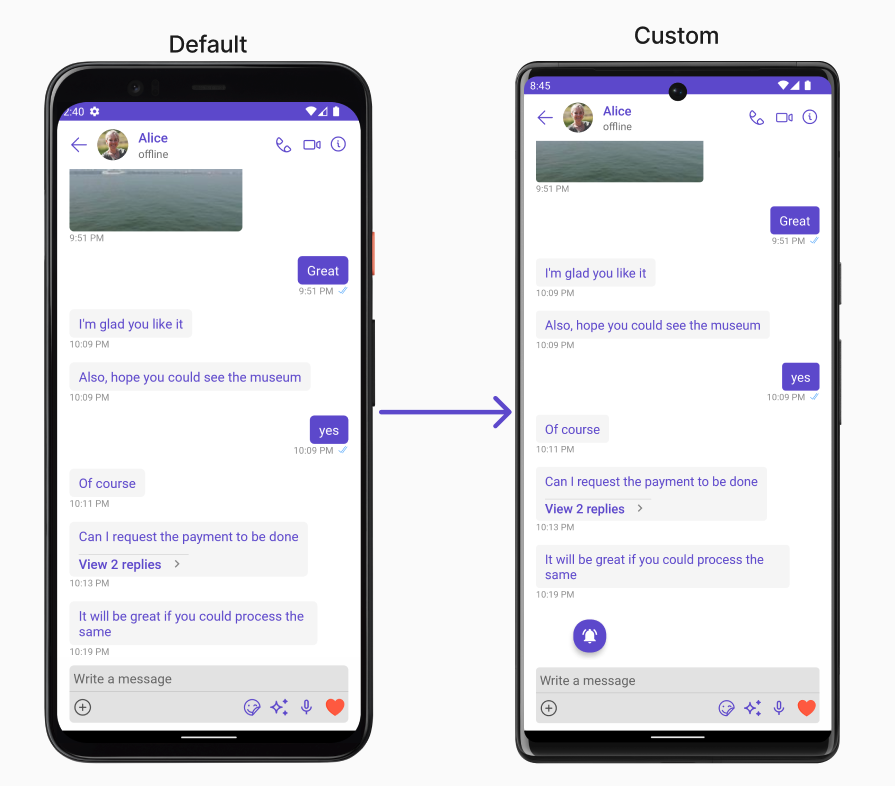 Default
2:40
Alice
offline
9:51 PM
Great
9:51 PM
I'm glad you like it
10:09 PM
Also, hope you could see the museum
10:09 PM
yes
10:09 PM
Of course
10:11 PM
Can I request the payment to be done
View 2 replies
10:13 PM
It will be great if you could process the
same
10:19 PM
Write a message
Custom
8:45
Alice
offline
9:51 PM
Great
9:51 PM
I'm glad you like it
10:09 PM
Also, hope you could see the museum
10:09 PM
yes
10:09 PM
Of course
10:11 PM
Can I request the payment to be done
View 2 replies
10:13 PM
It will be great if you could process the
same
10:19 PM
Write a message